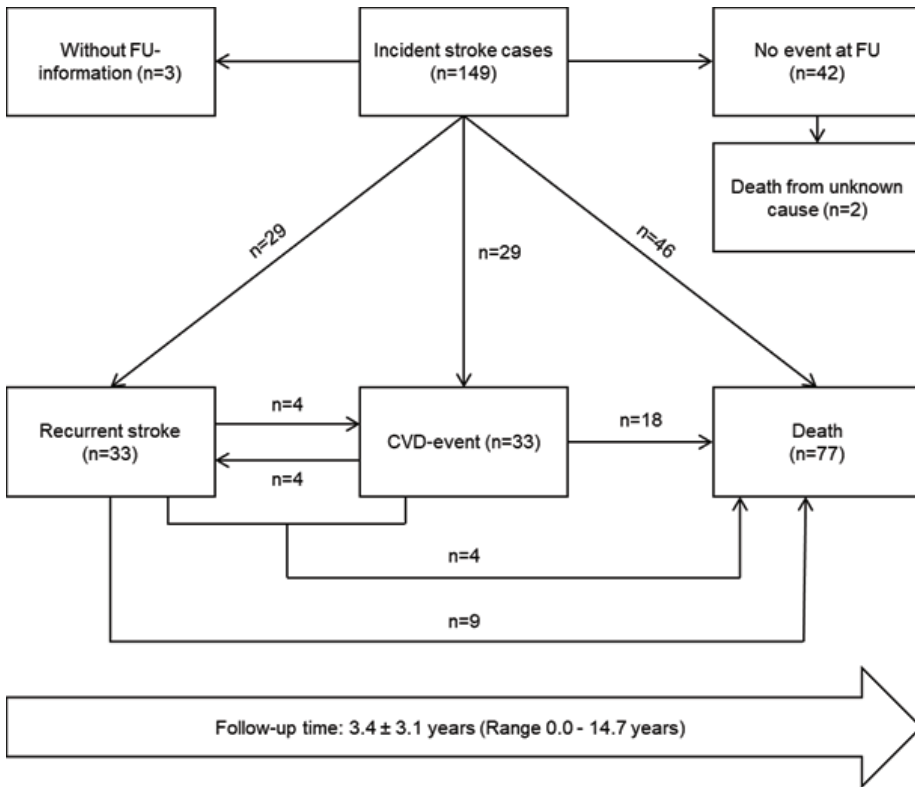 Without FU-
information (n=3)
Incident stroke cases
(n=149)
No event at FU
(n=42)
Death from unknown
cause (n=2)
n=29
n=29
n=46
Recurrent stroke
(n=33)
n=4
n=4
CVD-event (n=33)
n=18
Death
(n=77)
n=4
n=9
Follow-up time: 3.4 ± 3.1 years (Range 0.0 - 14.7 years)